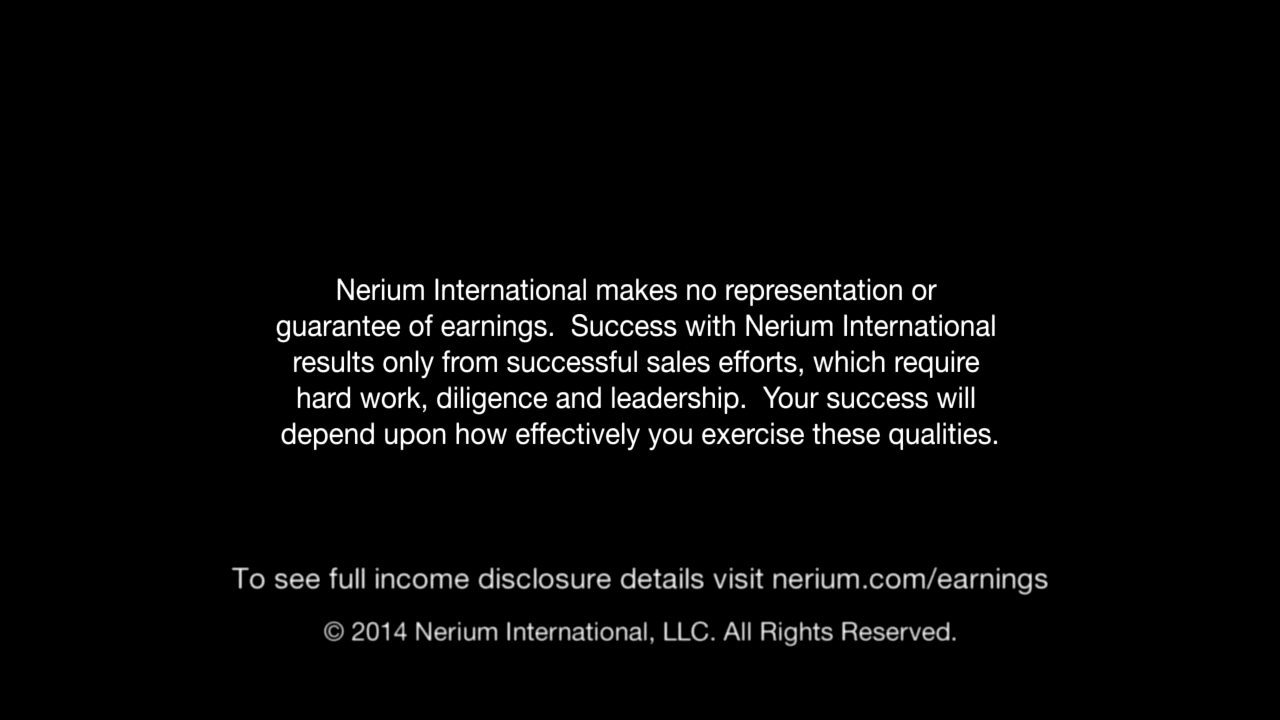 Nerium International makes no representation or
guarantee of earnings.  Success with Nerium International
results only from successful sales efforts, which require
hard work, diligence and leadership.  Your success will
depend upon how effectively you exercise these qualities.
To see full income disclosure details visit nerium.com/earnings
© 2014 Nerium International, LLC. All Rights Reserved.